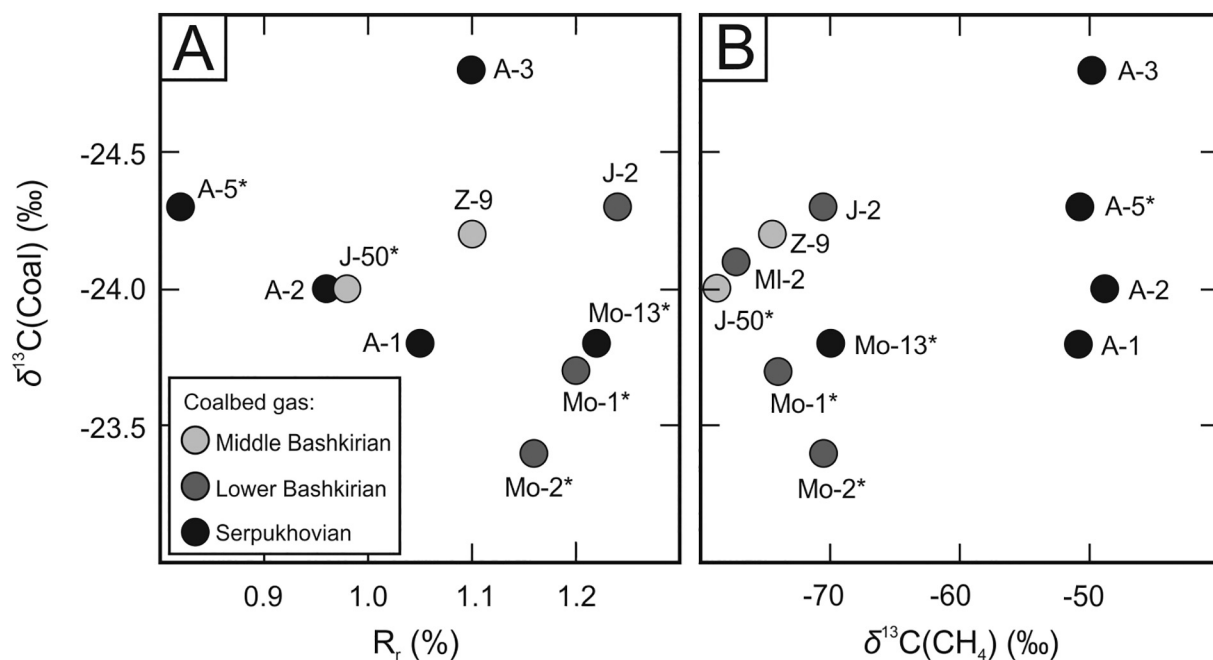 A
A-3
-24.5
A-5*
J-2
Z-9
J-50*
-24.0
A-2
Mo-13*
A-1
Mo-1*
-23.5
Mo-2*
δ¹³C(Coal) (‰)
Coalbed gas:
Middle Bashkirian
Lower Bashkirian
Serpukhovian
0.9 1.0 1.1 1.2
Rᵣ (%)
B
A-3
A-5*
J-2
Z-9
MI-2
A-2
J-50*
Mo-13*
A-1
Mo-1*
Mo-2*
-70 -60 -50
δ¹³C(CH₄) (‰)